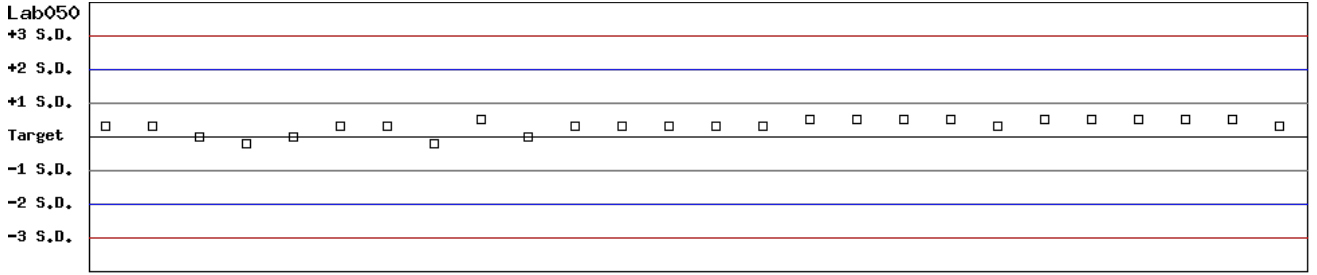 Lab050
+3 S.D.
+2 S.D.
+1 S.D.
Target
-1 S.D.
-2 S.D.
-3 S.D.